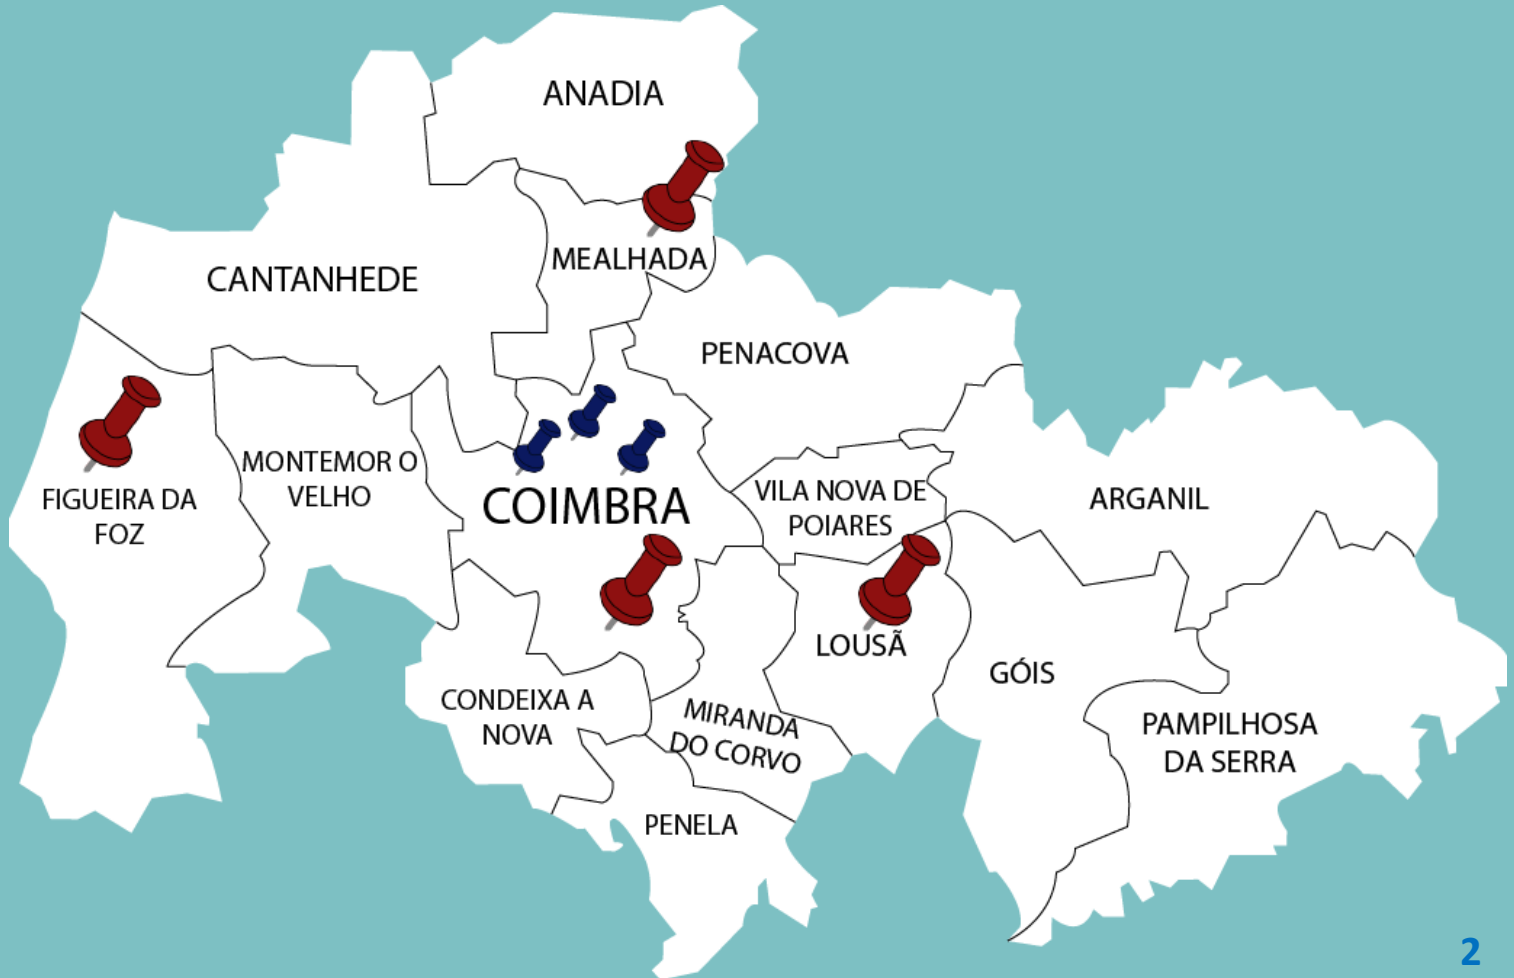 ANADIA
MEALHADA
CANTANHEDE
PENACOVA
MONTEMOR O
VELHO
FIGUEIRA DA
FOZ
COIMBRA
VILA NOVA DE
POIARES
ARGANIL
LOUSÃ
GÓIS
CONDEIXA A
NOVA
MIRANDA
DO CORVO
PAMPILHOSA
DA SERRA
PENELA
2